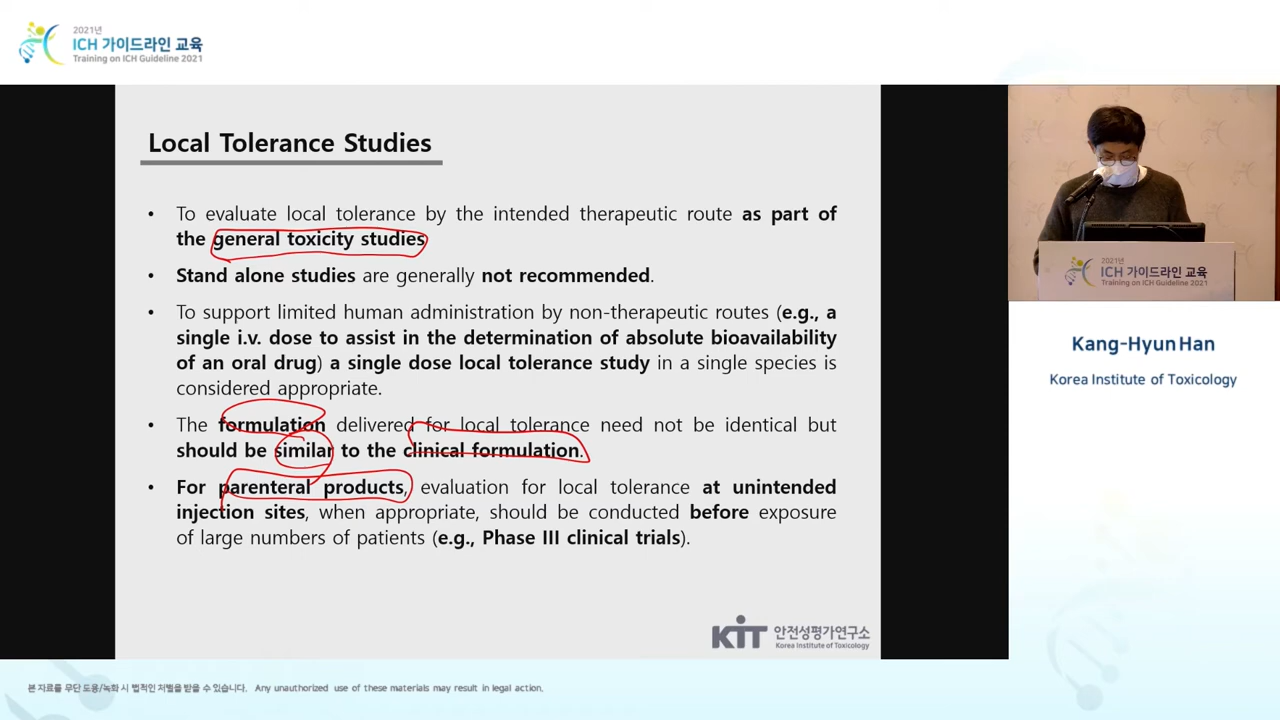 2021년
ICH 가이드라인 교육
Training on ICH Guideline 2021
Local Tolerance Studies
• To evaluate local tolerance by the intended therapeutic route as part of
the general toxicity studies
• Stand alone studies are generally not recommended.
• To support limited human administration by non-therapeutic routes (e.g., a
single i.v. dose to assist in the determination of absolute bioavailability
of an oral drug) a single dose local tolerance study in a single species is
considered appropriate.
• The formulation delivered for local tolerance need not be identical but
should be similar to the clinical formulation.
• For parenteral products, evaluation for local tolerance at unintended
injection sites, when appropriate, should be conducted before exposure
of large numbers of patients (e.g., Phase III clinical trials).
KIT 안전성평가연구소
Korea Institute of Toxicology
2021년
ICH 가이드라인 교육
Training on ICH Guideline 2021
Kang-Hyun Han
Korea Institute of Toxicology
본 자료를 무단 도용/녹화 시 법적인 처벌을 받을 수 있습니다. Any unauthorized use of these materials may result in legal action.